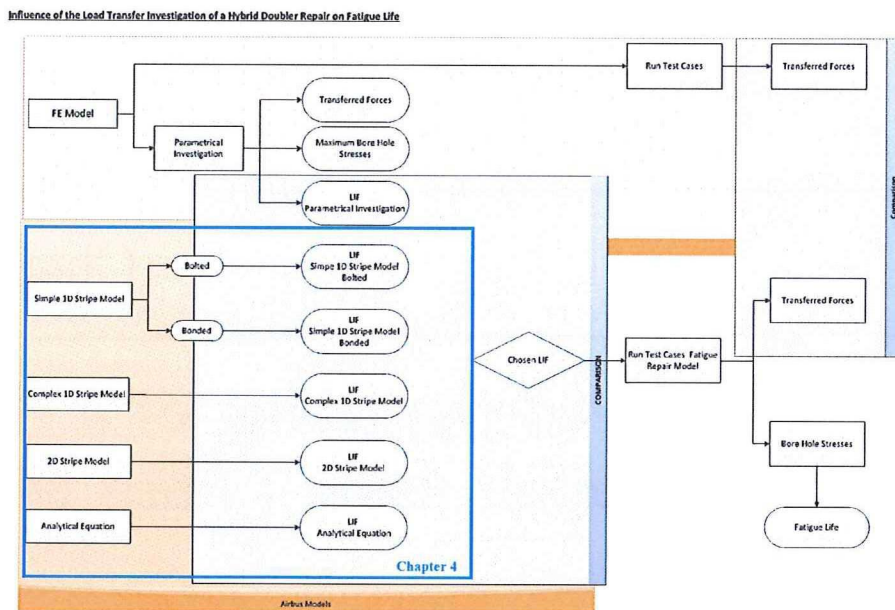 Influence of the Load Transfer Investigation of a Hybrid Doubler Repair on Fatigue Life
Run Test Cases
Transferred Forces
FE Model
Transferred Forces
Parametrical
Investigation
Maximum Bore Hole
Stresses
LIF
Parametrical Investigation
Comparison
Simple 1D Stripe Model
Bolted
LIF
Simpe 1D Stripe Model
Bolted
Bonded
LIF
Simple 1D Stripe Model
Bonded
Transferred Forces
Chosen LIF
COMPARISON
Run Test Cases Fatigue
Repair Model
Complex 1D Stripe Model
LIF
Complex 1D Stripe Model
2D Stripe Model
LIF
2D Stripe Model
Bore Hole Stresses
Analytical Equation
LIF
Analytical Equation
Fatigue Life
Chapter 4
Airbus Models